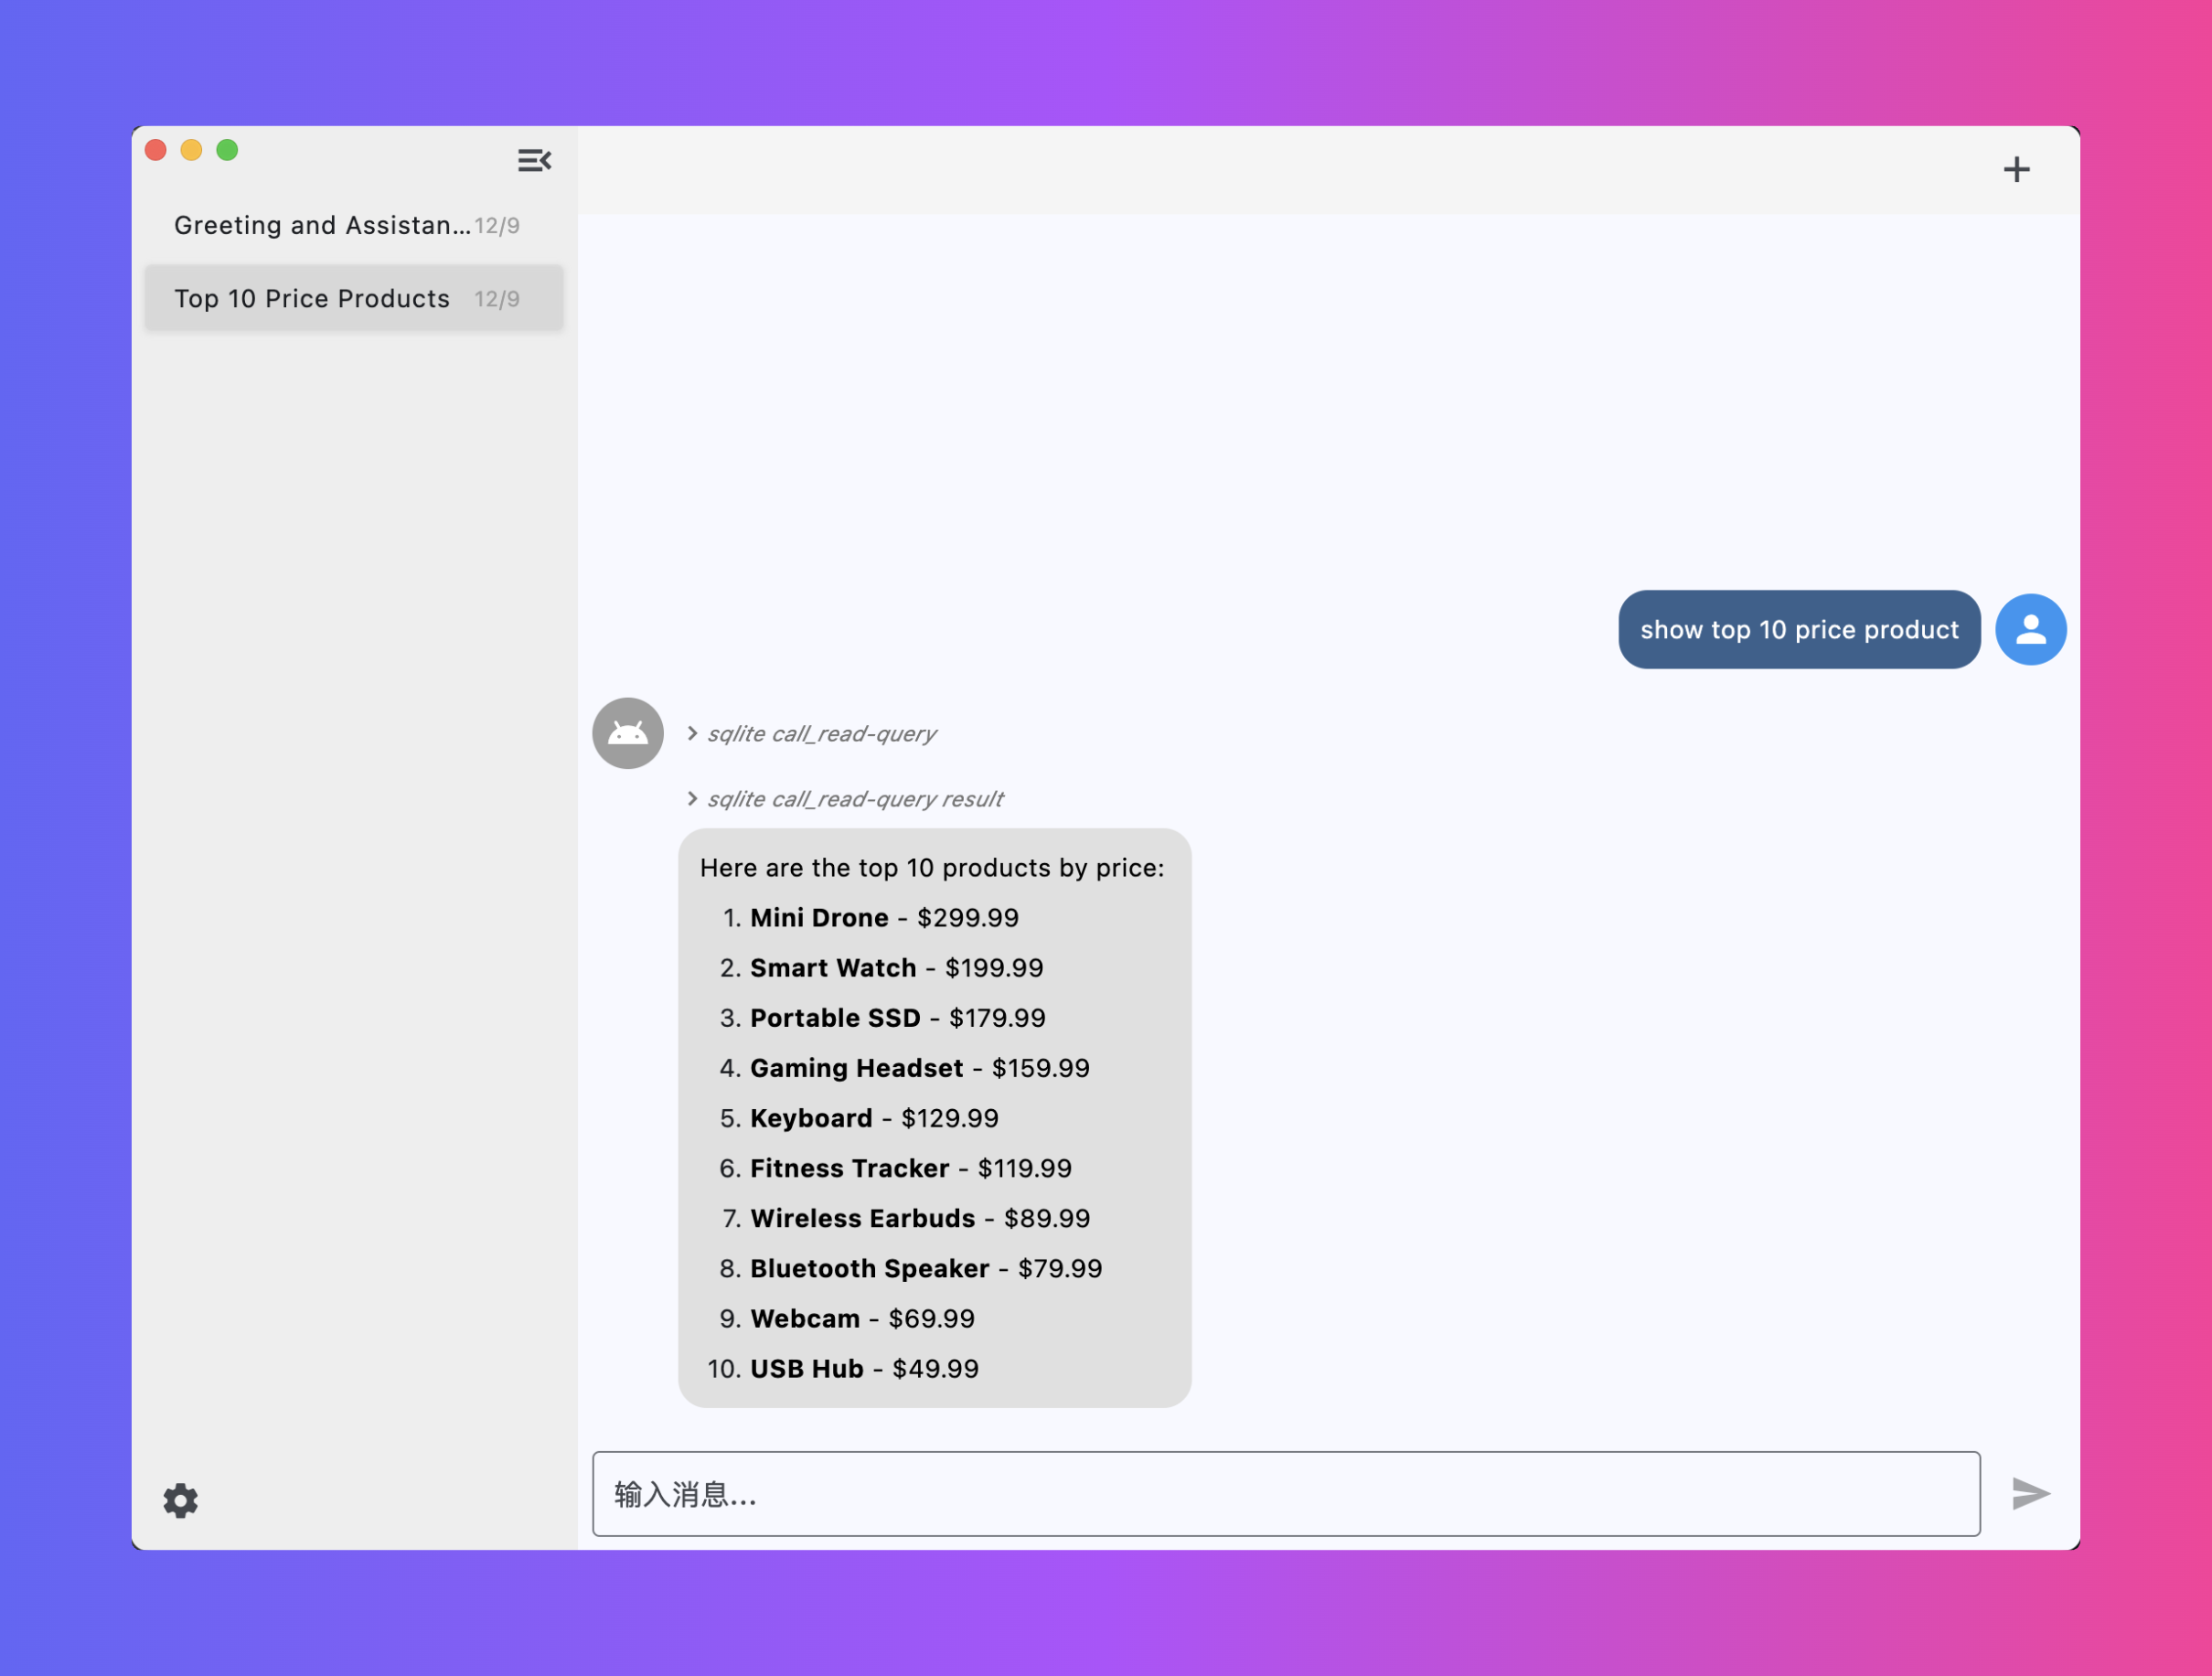 Greeting and Assistan... 12/9
Top 10 Price Products 12/9
show top 10 price product
sqlite call_read-query
sqlite call_read-query result
Here are the top 10 products by price:
1. Mini Drone - $299.99
2. Smart Watch - $199.99
3. Portable SSD - $179.99
4. Gaming Headset - $159.99
5. Keyboard - $129.99
6. Fitness Tracker - $119.99
7. Wireless Earbuds - $89.99
8. Bluetooth Speaker - $79.99
9. Webcam - $69.99
10. USB Hub - $49.99
输入消息...